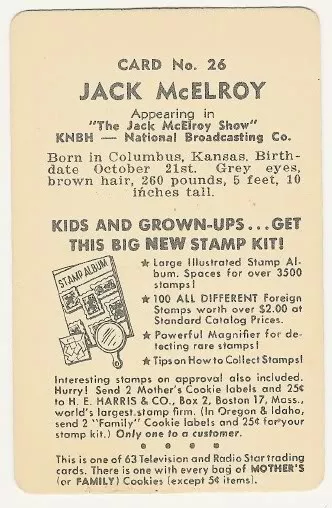 CARD No. 26
JACK McELROY
Appearing in
"The Jack McElroy Show"
KNBH — National Broadcasting Co.
Born in Columbus, Kansas. Birth-
date October 21st. Grey eyes,
brown hair, 260 pounds, 5 feet, 10
inches tall.
KIDS AND GROWN-UPS...GET
THIS BIG NEW STAMP KIT!
STAMP ALBUM
★ Large Illustrated Stamp Al-
bum. Spaces for over 3500
stamps!
★ 100 ALL DIFFERENT Foreign
Stamps worth over $2.00 at
Standard Catalog Prices.
★ Powerful Magnifier for de-
tecting rare stamps!
★ Tips on How to Collect Stamps!
Interesting stamps on approval also included.
Hurry! Send 2 Mother's Cookie labels and 25¢
to H. E. HARRIS & CO., Box 2, Boston 17, Mass.,
world's largest stamp firm. (In Oregon & Idaho,
send 2 "Family" Cookie labels and 25¢ for your
stamp kit.) Only one to a customer.
This is one of 63 Television and Radio Star trading
cards. There is one with every bag of MOTHER'S
(or FAMILY) Cookies (except 5¢ items).